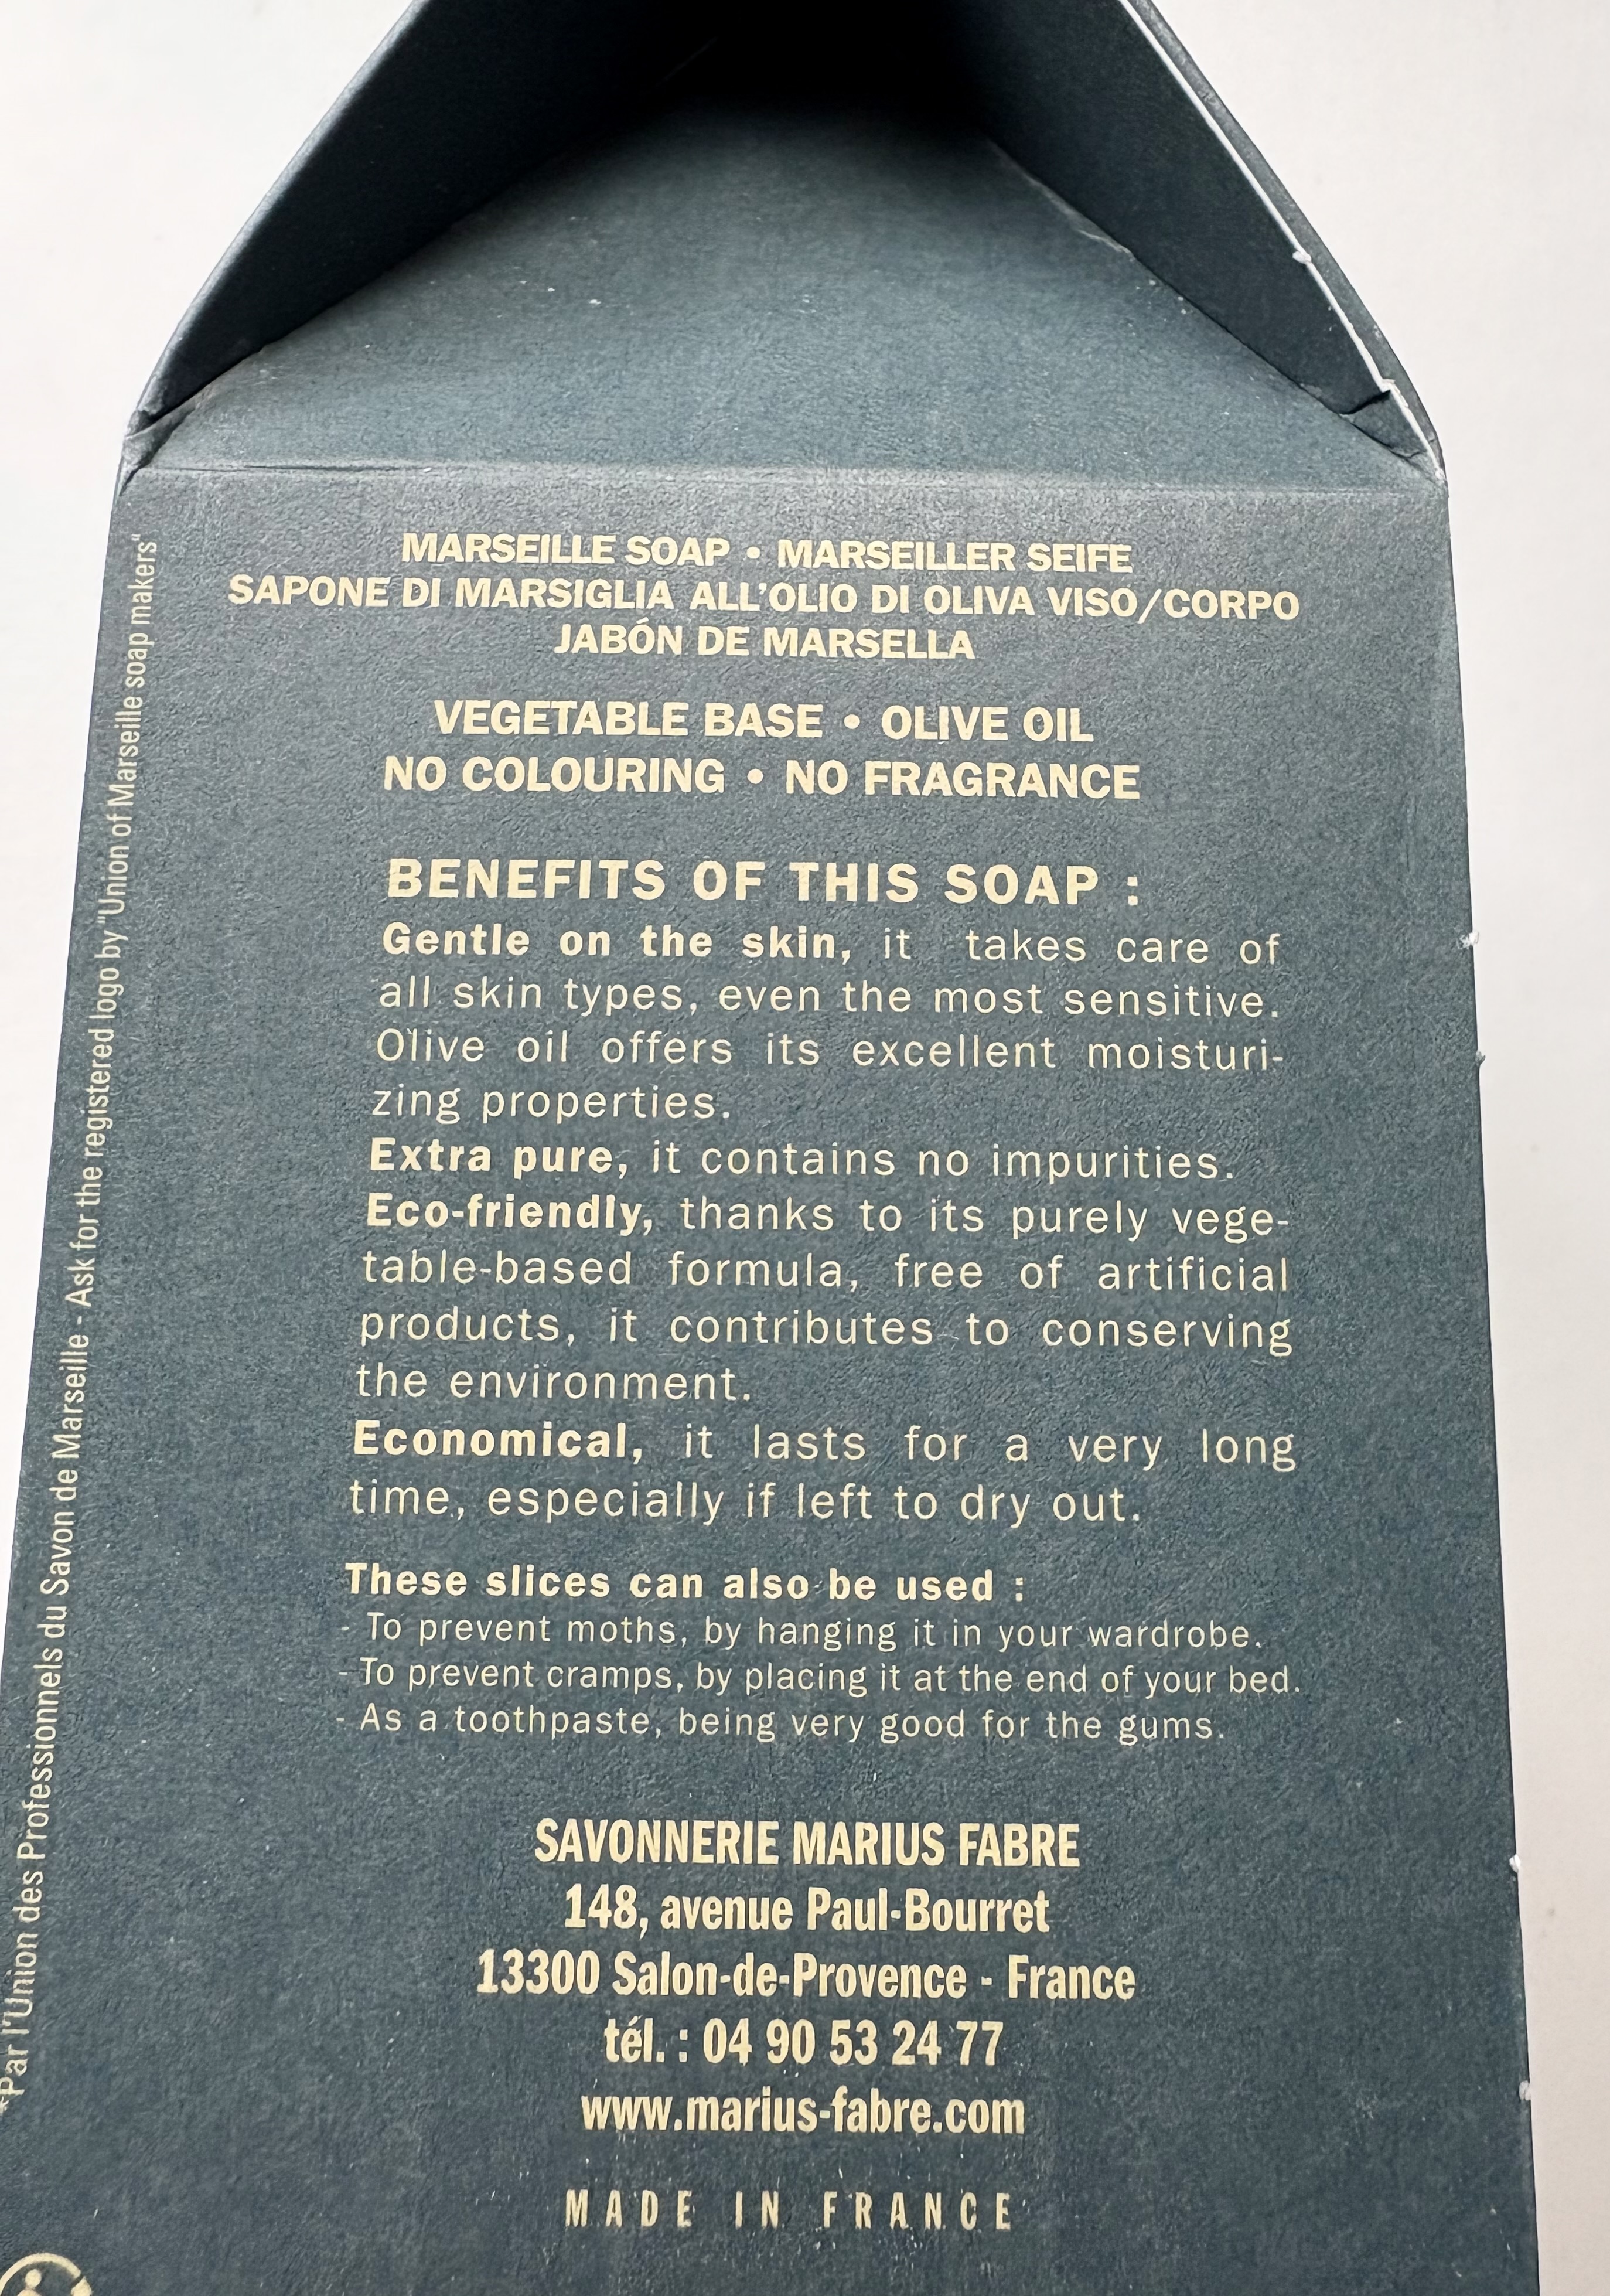 MARSEILLE SOAP • MARSEILLER SEIFE
SAPONE DI MARSIGLIA ALL'OLIO DI OLIVA VISO/CORPO
JABÓN DE MARSELLA
VEGETABLE BASE • OLIVE OIL
NO COLOURING • NO FRAGRANCE
BENEFITS OF THIS SOAP :
Gentle on the skin, it takes care of
all skin types, even the most sensitive.
Olive oil offers its excellent moisturi-
zing properties.
Extra pure, it contains no impurities.
Eco-friendly, thanks to its purely vege-
table-based formula, free of artificial
products, it contributes to conserving
the environment.
Economical, it lasts for a very long
time, especially if left to dry out.
These slices can also be used :
- To prevent moths, by hanging it in your wardrobe.
- To prevent cramps, by placing it at the end of your bed.
- As a toothpaste, being very good for the gums.
SAVONNERIE MARIUS FABRE
148, avenue Paul-Bourret
13300 Salon-de-Provence - France
tél. : 04 90 53 24 77
www.marius-fabre.com
MADE IN FRANCE
*Par l'Union des Professionnels du Savon de Marseille - Ask for the registered logo by "Union of Marseille soap makers"